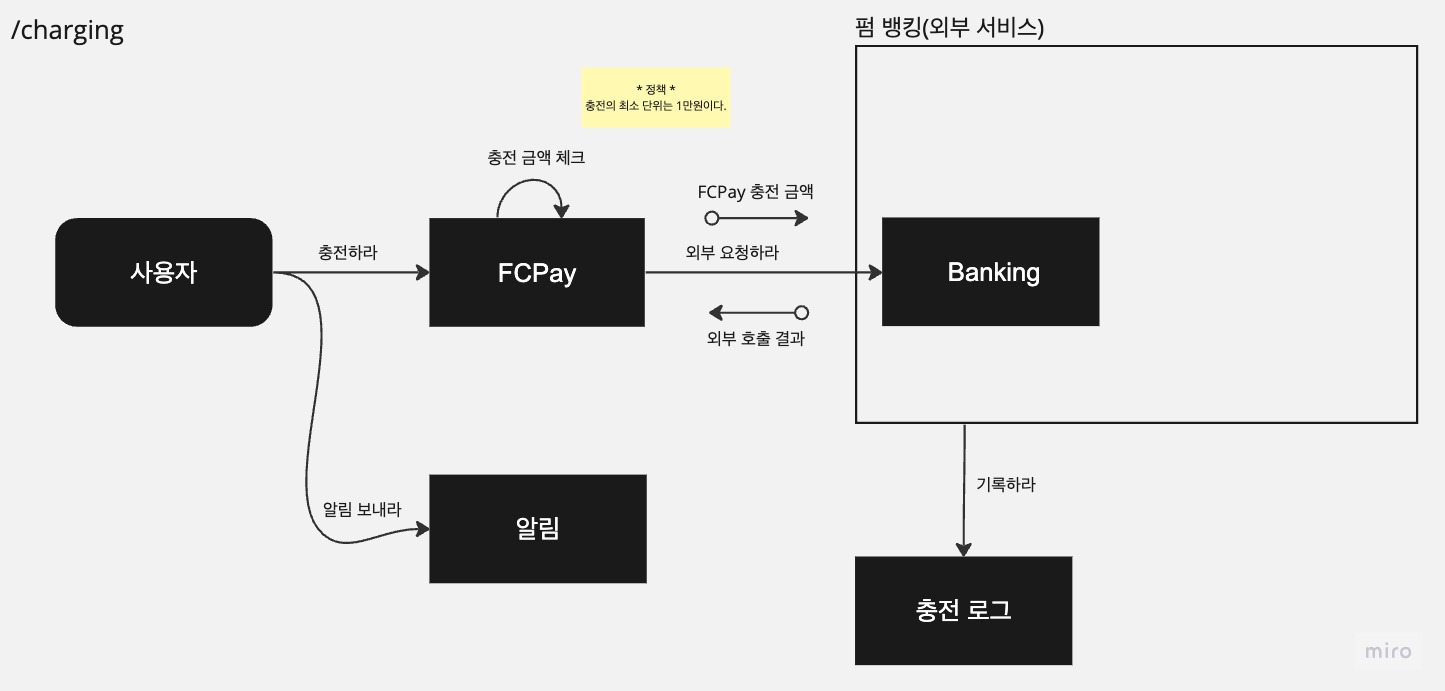 /charging
펌 뱅킹(외부 서비스)
* 정책 *
충전의 최소 단위는 1만원이다.
충전 금액 체크
FCPay 충전 금액
사용자
충전하라
FCPay
외부 요청하라
Banking
외부 호출 결과
알림 보내라
알림
기록하라
충전 로그
miro